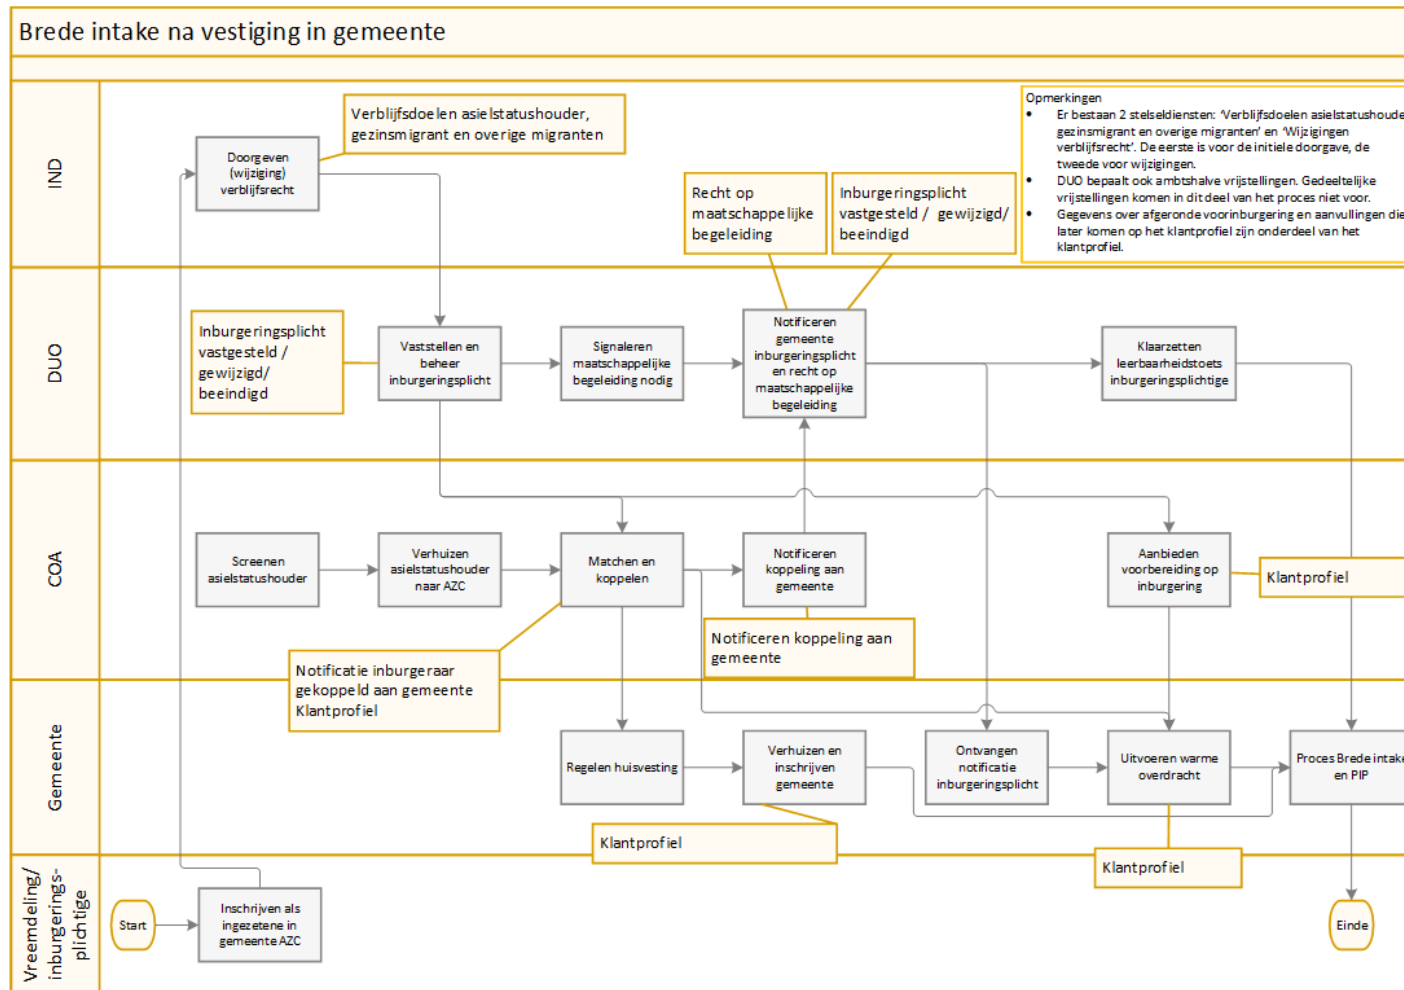 Brede intake na vestiging in gemeente
IND
Doorgeven
(wijziging)
verblijfsrecht
Verblijfsdoelen asielstatushouder,
gezinsmigrant en overige migranten
Recht op
maatschappelijke
begeleiding
Inburgeringsplicht
vastgesteld / gewijzigd/
beeindigd
Opmerkingen
• Er bestaan 2 stelseldiensten: ‘Verblijfsdoelen asielstatushoude
gezinsmigrant en overige migranten’ en ‘Wijzigingen
verblijfsrecht’. De eerste is voor de initiele doorgave, de
tweede voor wijzigingen.
• DUO bepaalt ook ambtshalve vrijstellingen. Gedeeltelijke
vrijstellingen komen in dit deel van het proces niet voor.
• Gegevens over afgeronde voorinburgering en aanvullingen die
later komen op het klantprofiel zijn onderdeel van het
klantprofiel.
DUO
Inburgeringsplicht
vastgesteld /
gewijzigd/
beeindigd
Vaststellen en
beheer
inburgeringsplicht
Signaleren
maatschappelijke
begeleiding nodig
Notificeren
gemeente
inburgeringsplicht
en recht op
maatschappelijke
begeleiding
Klaarzetten
leerbaarheidstoets
inburgeringsplichtige
COA
Screenen
asielstatushouder
Verhuizen
asielstatushouder
naar AZC
Matchen en
koppelen
Notificeren
koppeling aan
gemeente
Aanbieden
voorbereiding op
inburgering
Klantprofiel
Notificeren koppeling aan
gemeente
Notificatie inburgeraar
gekoppeld aan gemeente
Klantprofiel
Gemeente
Regelen huisvesting
Verhuizen en
inschrijven
gemeente
Ontvangen
notificatie
inburgeringsplicht
Uitvoeren warme
overdracht
Proces Brede intake
en PIP
Klantprofiel
Klantprofiel
Vreemdeling/
inburgerings-
plichtige
Start
Inschrijven als
ingezetene in
gemeente AZC
Einde